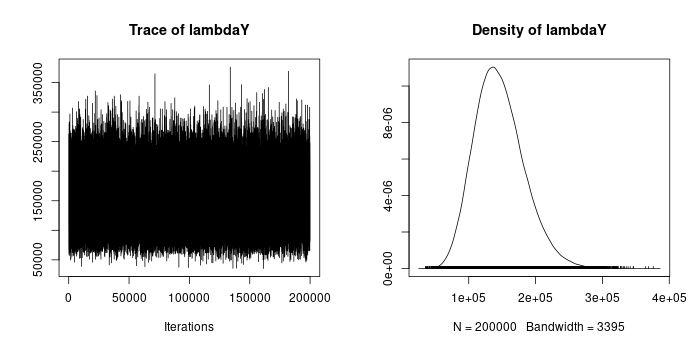 Trace of lambdaY
50000
150000
250000
350000
0
50000
100000
150000
200000
Iterations
Density of lambdaY
0e+00
4e-06
8e-06
1e+05
2e+05
3e+05
4e+05
N = 200000 Bandwidth = 3395